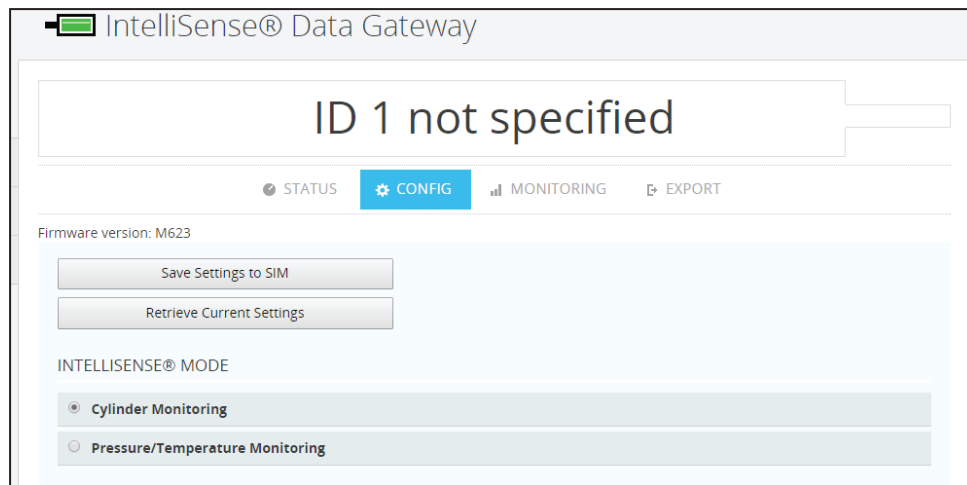 IntelliSense® Data Gateway
ID 1 not specified
STATUS CONFIG MONITORING EXPORT
Firmware version: M623
Save Settings to SIM
Retrieve Current Settings
INTELLISENSE® MODE
Cylinder Monitoring
Pressure/Temperature Monitoring